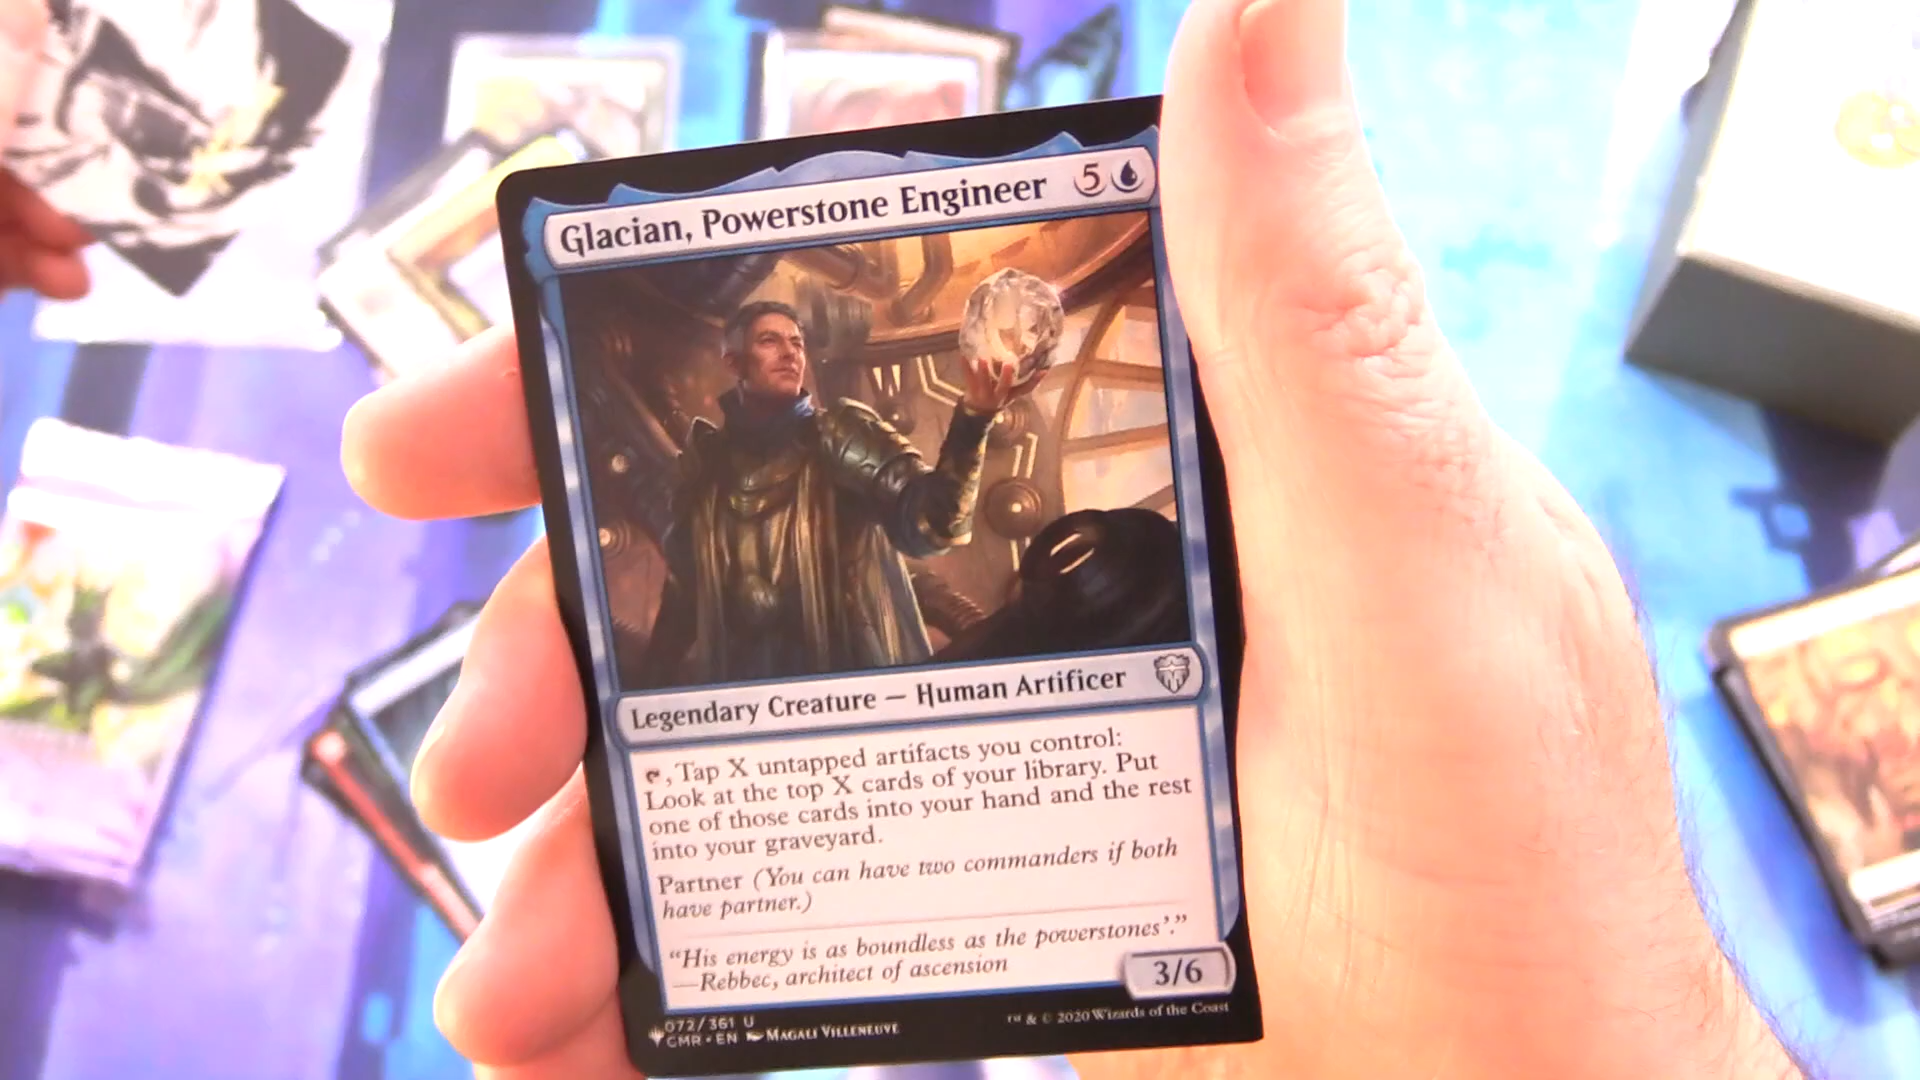 Glacian, Powerstone Engineer 5
Legendary Creature — Human Artificer
, Tap X untapped artifacts you control:
Look at the top X cards of your library. Put
one of those cards into your hand and the rest
into your graveyard.
Partner (You can have two commanders if both
have partner.)
“His energy is as boundless as the powerstones’.”
—Rebbec, architect of ascension
3/6
072/361 U
CMR • EN MAGALI VILLENEUVE
™ & © 2020 Wizards of the Coast